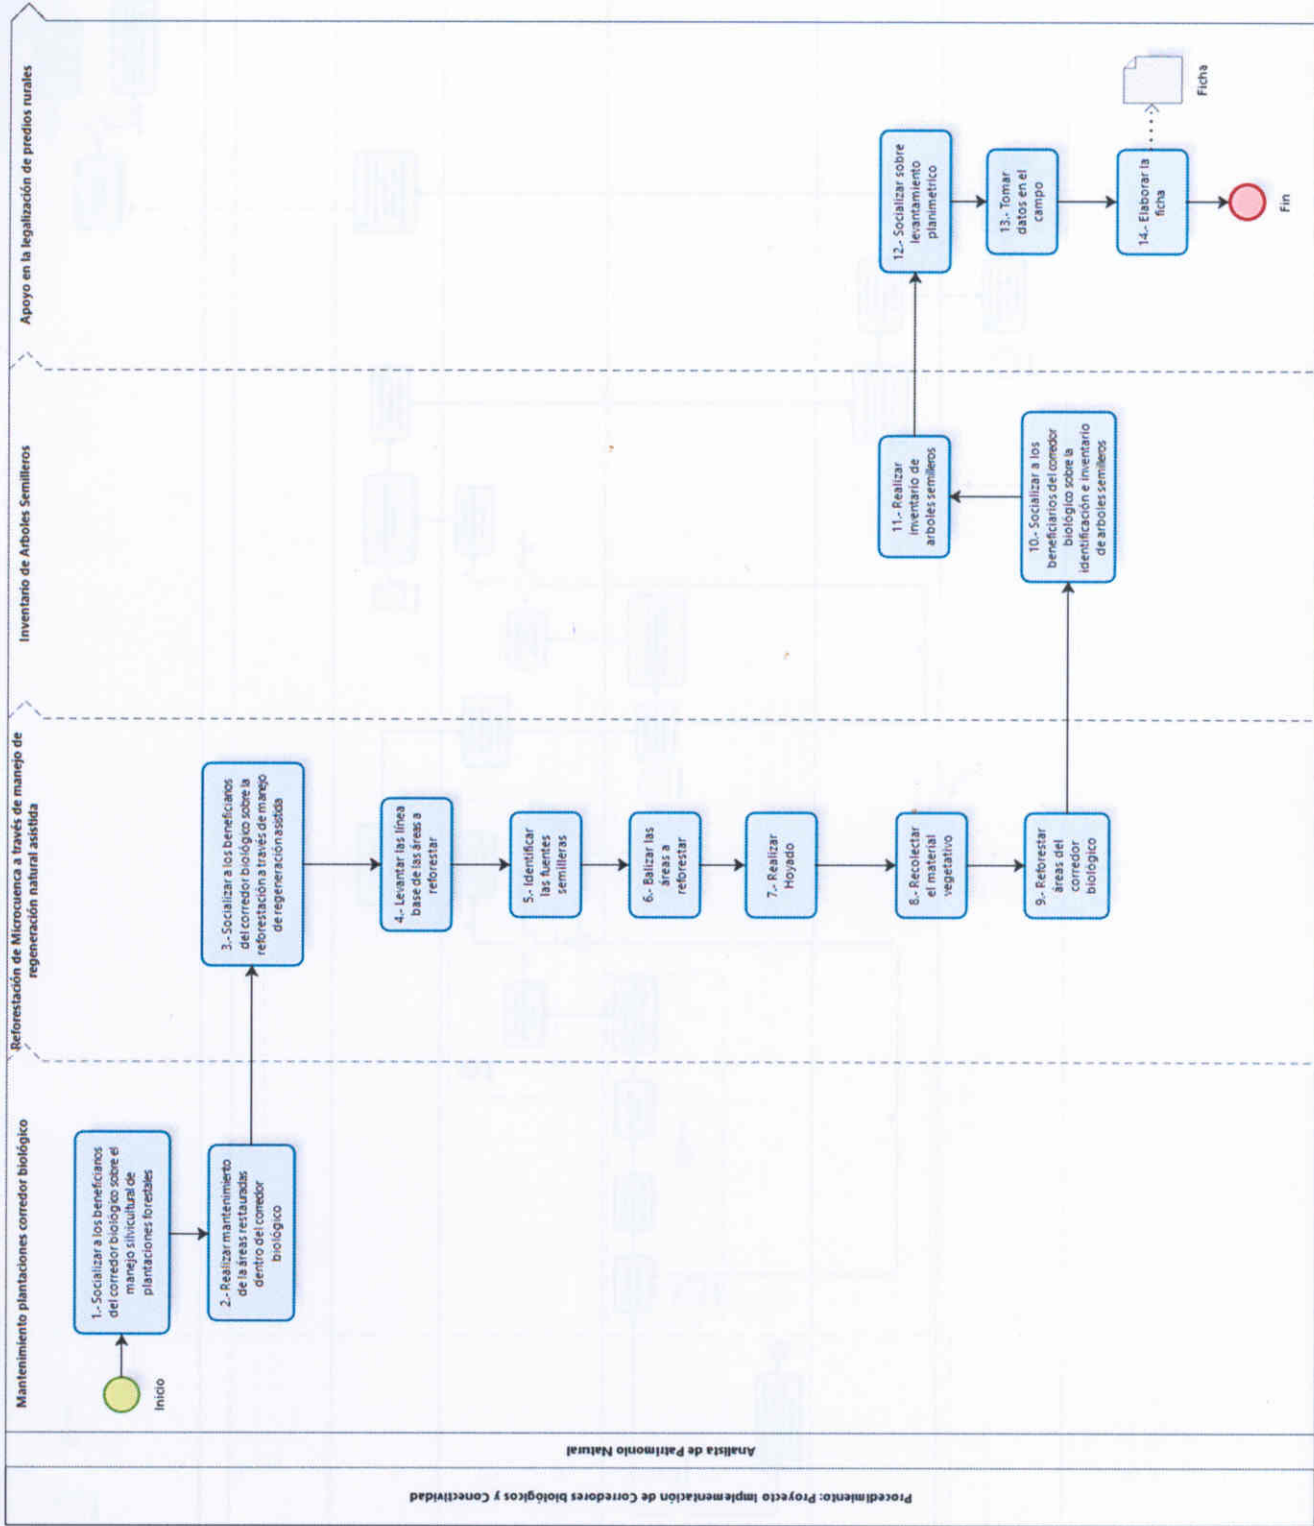 Procedimiento: Proyecto Implementación de Corredores biológicos y Conectividad
Analista de Patrimonio Natural
Mantenimiento plantaciones corredor biológico
Inicio
1.- Socializar a los beneficiarios
del corredor biológico sobre el
manejo silvicultural de
plantaciones forestales
2.- Realizar mantenimiento
de la áreas restauradas
dentro del corredor
biológico
Reforestación de Microcuenca a través de manejo de
regeneración natural asistida
3.- Socializar a los beneficiarios
del corredor biológico sobre la
reforestación a través de manejo
de regeneración asistida
4.- Levantar las línea
base de las áreas a
reforestar
5.- Identificar
las fuentes
semilleras
6.- Balizar las
áreas a
reforestar
7.- Realizar
Hoyado
8.- Recolectar
el material
vegetativo
9.- Reforestar
áreas del
corredor
biológico
Inventario de Arboles Semilleros
10.- Socializar a los
beneficiarios del corredor
biológico sobre la
identificación e inventario
de arboles semilleros
11.- Realizar
inventario de
arboles semilleros
Apoyo en la legalización de predios rurales
12.- Socializar sobre
levantamiento
planimetrico
13.- Tomar
datos en el
campo
14.- Elaborar la
ficha
Ficha
Fin